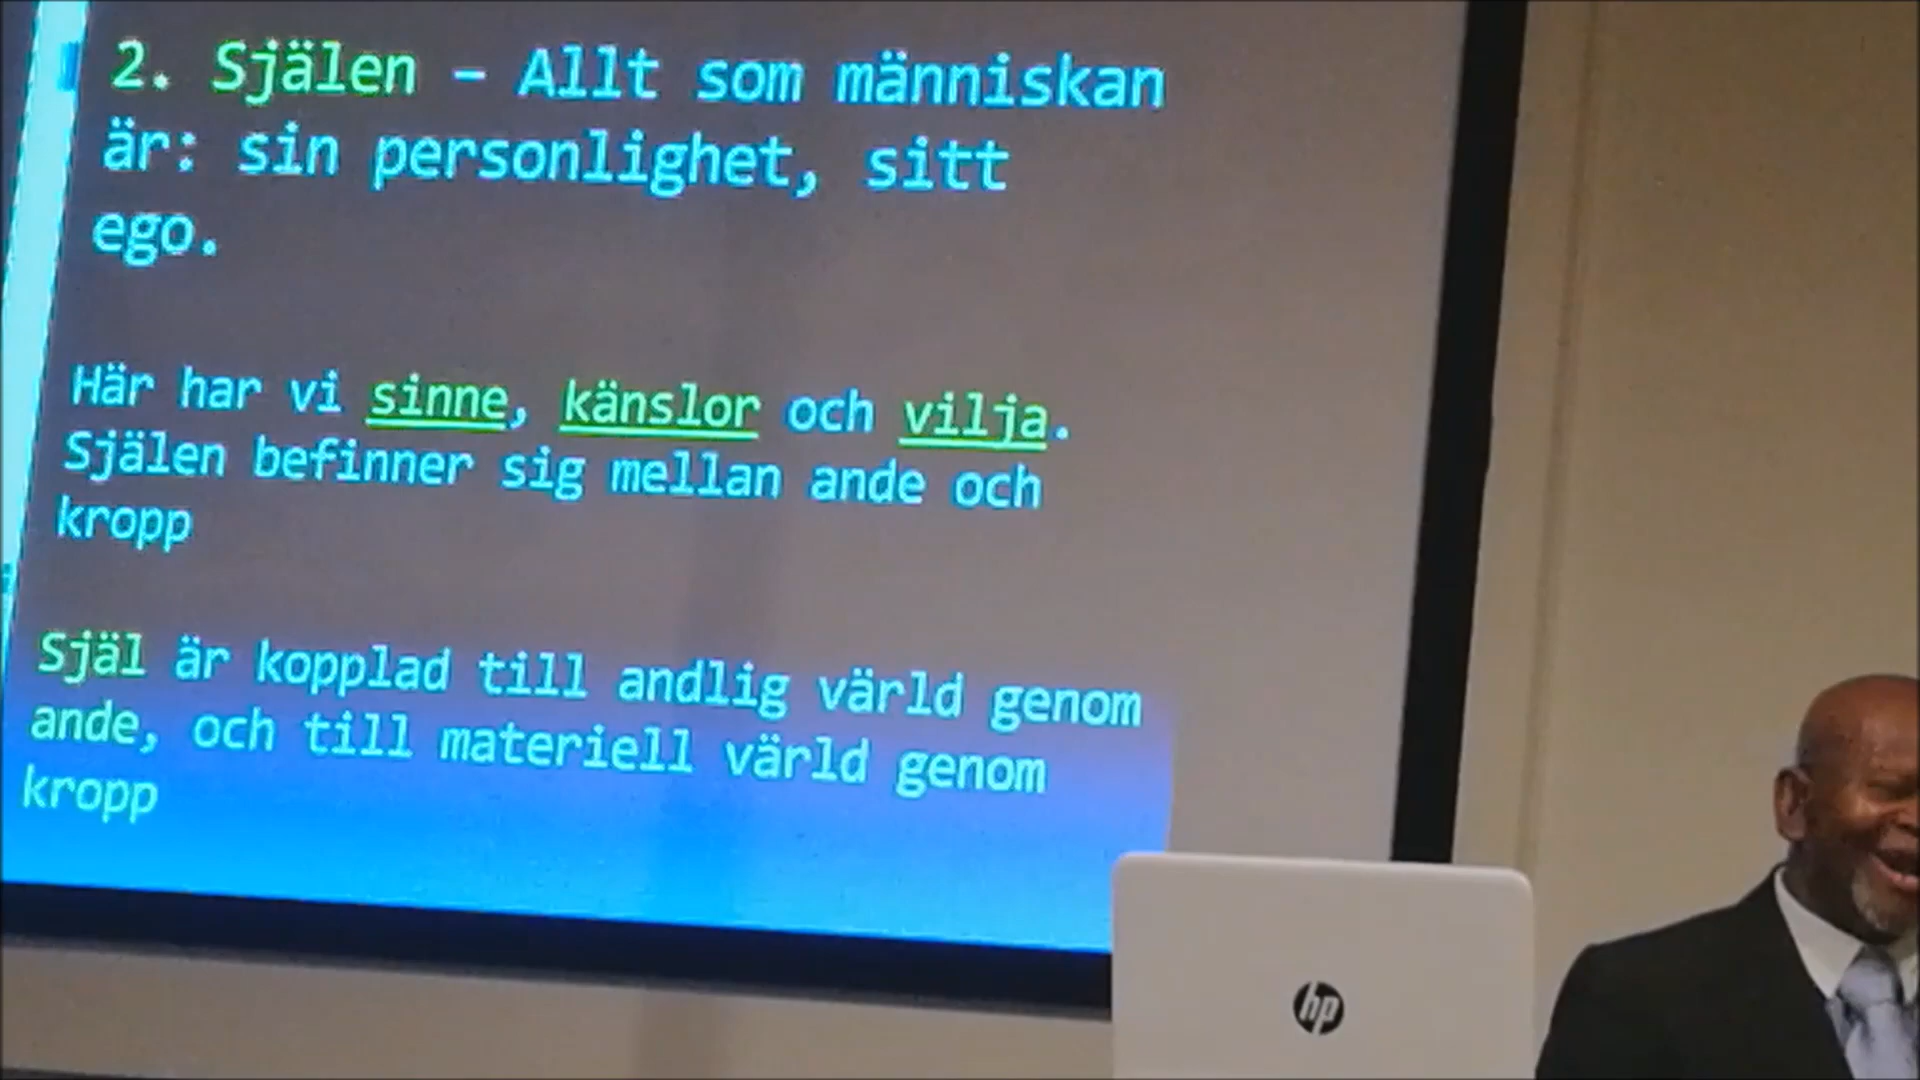 2. Själen – Allt som människan
är: sin personlighet, sitt
ego.
Här har vi sinne, känslor och vilja.
Själen befinner sig mellan ande och
kropp
Själ är kopplad till andlig värld genom
ande, och till materiell värld genom
kropp
hp